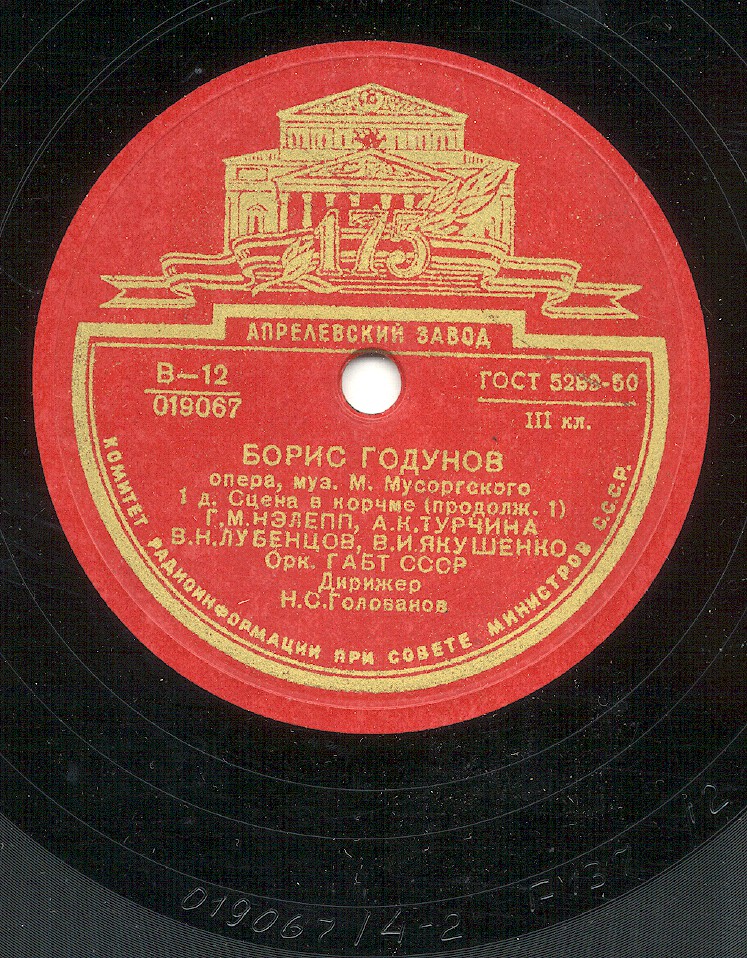 175
АПРЕЛЕВСКИЙ ЗАВОД
В—12
019067
ГОСТ 5289-50
III кл.
БОРИС ГОДУНОВ
опера, муз. М. Мусоргского
1 д. Сцена в корчме (продолж. 1)
Г.М.НЭЛЕПП, А.К.ТУРЧИНА
В.Н.ЛУБЕНЦОВ, В.И.ЯКУШЕНКО
Орк. ГАБТ СССР
Дирижер
Н.С.Голованов
КОМИТЕТ РАДИОИНФОРМАЦИИ ПРИ СОВЕТЕ МИНИСТРОВ С.С.С.Р.
019067/4-2
12